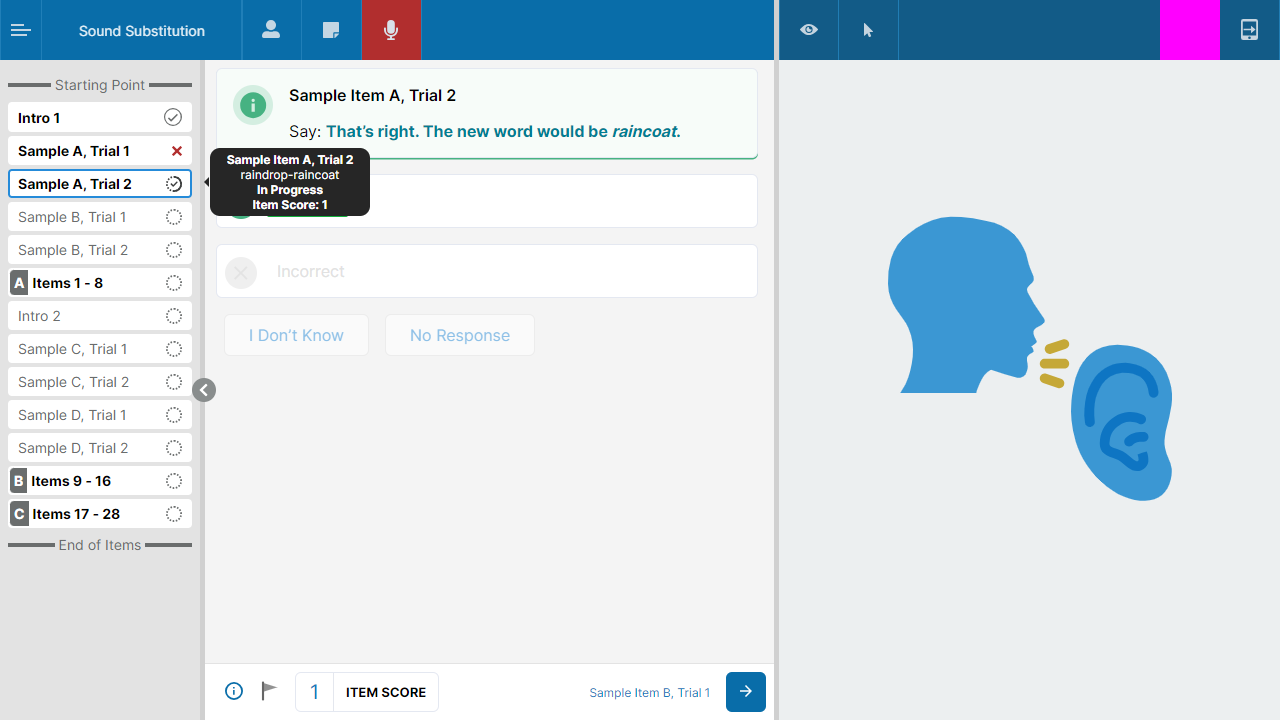 Sound Substitution
Starting Point
Intro 1
Sample A, Trial 1
Sample A, Trial 2
Sample B, Trial 1
Sample B, Trial 2
A Items 1 - 8
Intro 2
Sample C, Trial 1
Sample C, Trial 2
Sample D, Trial 1
Sample D, Trial 2
B Items 9 - 16
C Items 17 - 28
End of Items
Sample Item A, Trial 2
Say: That’s right. The new word would be raincoat.
Sample Item A, Trial 2
raindrop-raincoat
In Progress
Item Score: 1
Incorrect
I Don’t Know
No Response
1 ITEM SCORE
Sample Item B, Trial 1